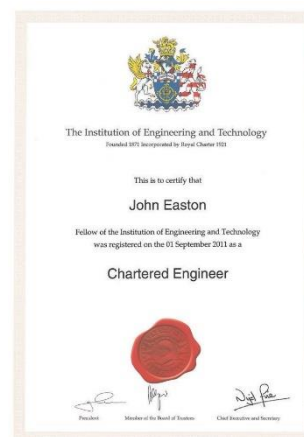 The Institution of Engineering and Technology
Founded 1871 Incorporated by Royal Charter 1921
This is to certify that
John Easton
Fellow of the Institution of Engineering and Technology
was registered on the 01 September 2011 as a
Chartered Engineer
President
Member of the Board of Trustees
Chief Executive and Secretary